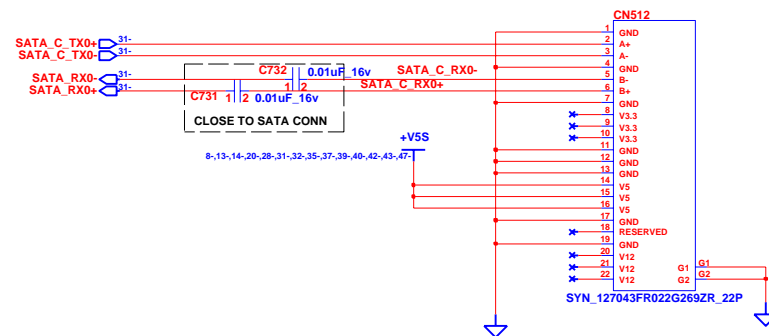 CN512
1 GND
SATA_C_TX0+ 31- 2 A+
SATA_C_TX0- 31- 3 A-
4 GND
C732 0.01uF_16v SATA_C_RX0-
SATA_RX0- 31- 1 2 5 B-
SATA_RX0+ 31- SATA_C_RX0+ 6 B+
C731 1 2 0.01uF_16v
7 GND
CLOSE TO SATA CONN
8 V3.3
9 V3.3
10 V3.3
+V5S
11 GND
8-,13-,14-,20-,28-,31-,32-,35-,37-,39-,40-,42-,43-,47-
12 GND
13 GND
14 V5
15 V5
16 V5
17 GND
18 RESERVED
19 GND
20 V12
21 V12 G1 G1
22 V12 G2 G2
SYN_127043FR022G269ZR_22P